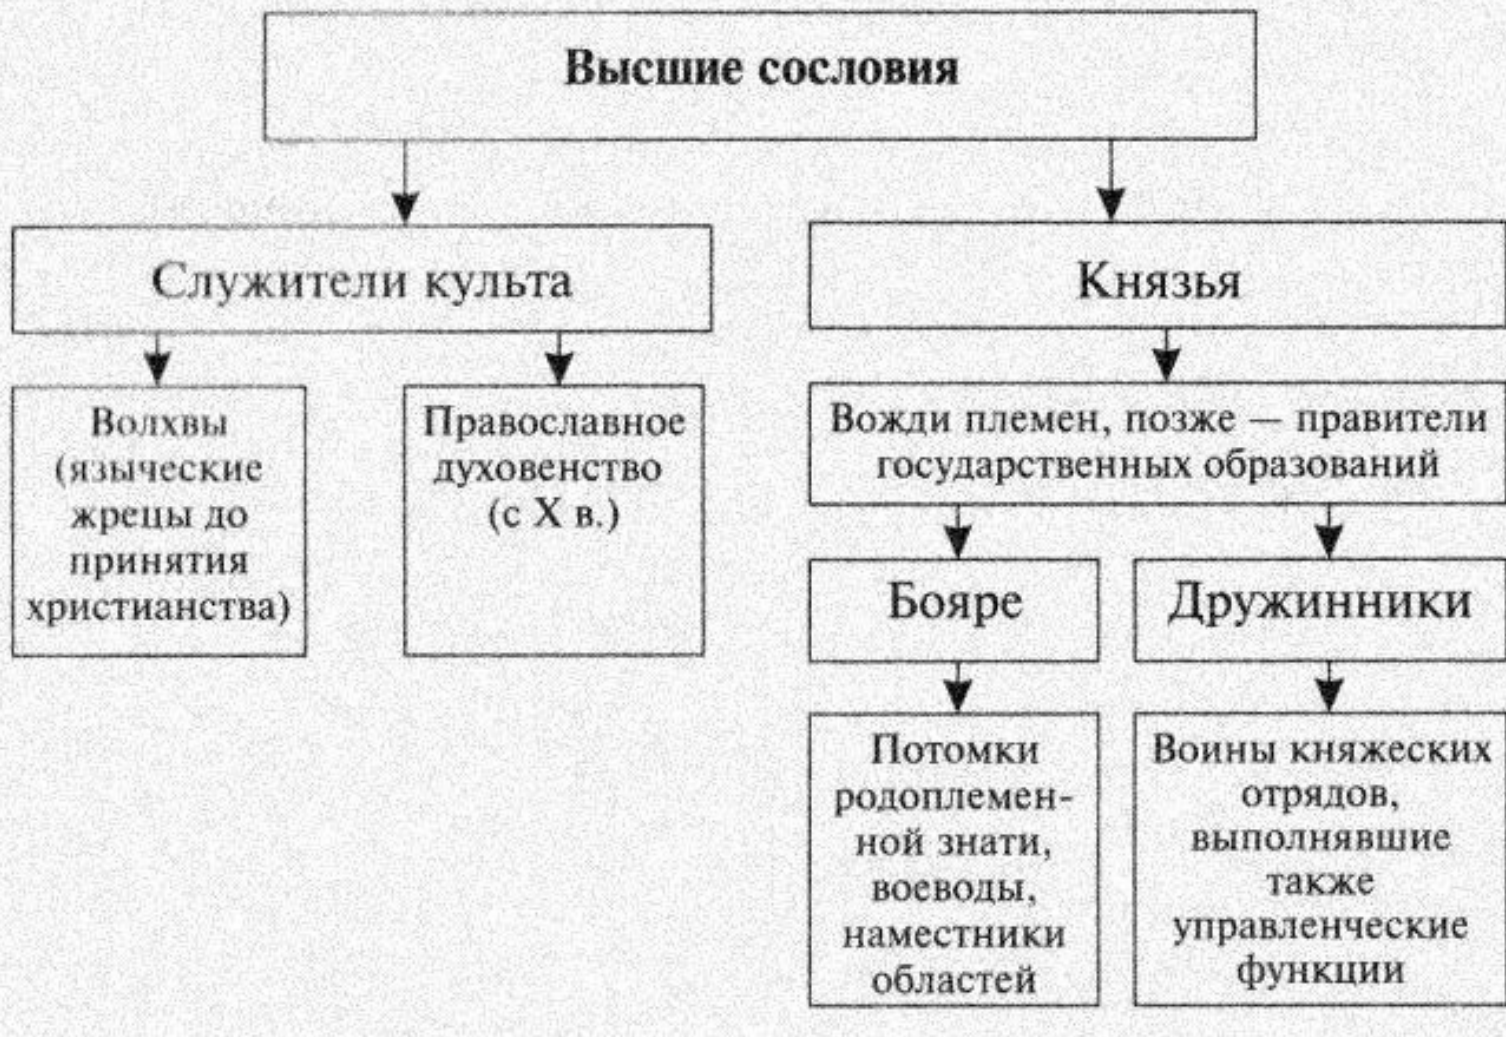 Высшие сословия
Служители культа
Князья
Волхвы
(языческие
жрецы до
принятия
христианства)
Православное
духовенство
(с X в.)
Вожди племен, позже — правители
государственных образований
Бояре
Дружинники
Потомки
родоплемен-
ной знати,
воеводы,
наместники
областей
Воины княжеских
отрядов,
выполнявшие
также
управленческие
функции